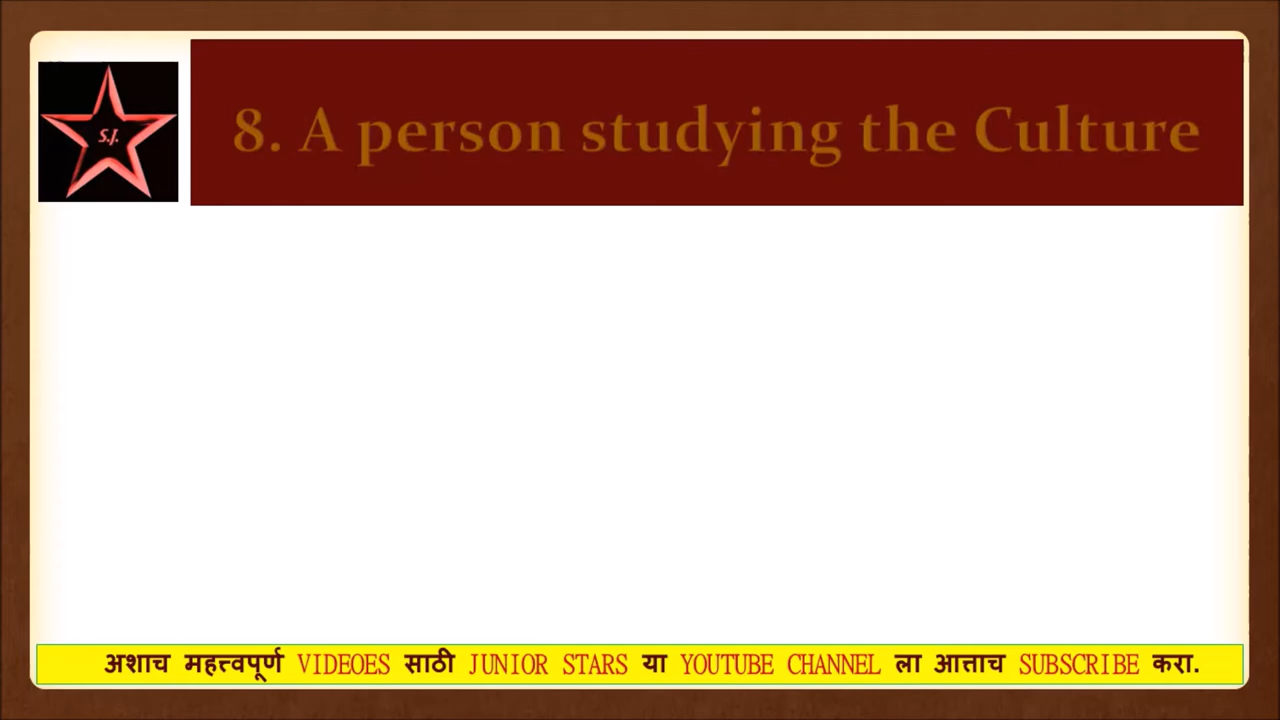 S.J.
8. A person studying the Culture
अशाच महत्त्वपूर्ण VIDEOES साठी JUNIOR STARS या YOUTUBE CHANNEL ला आत्ताच SUBSCRIBE करा.